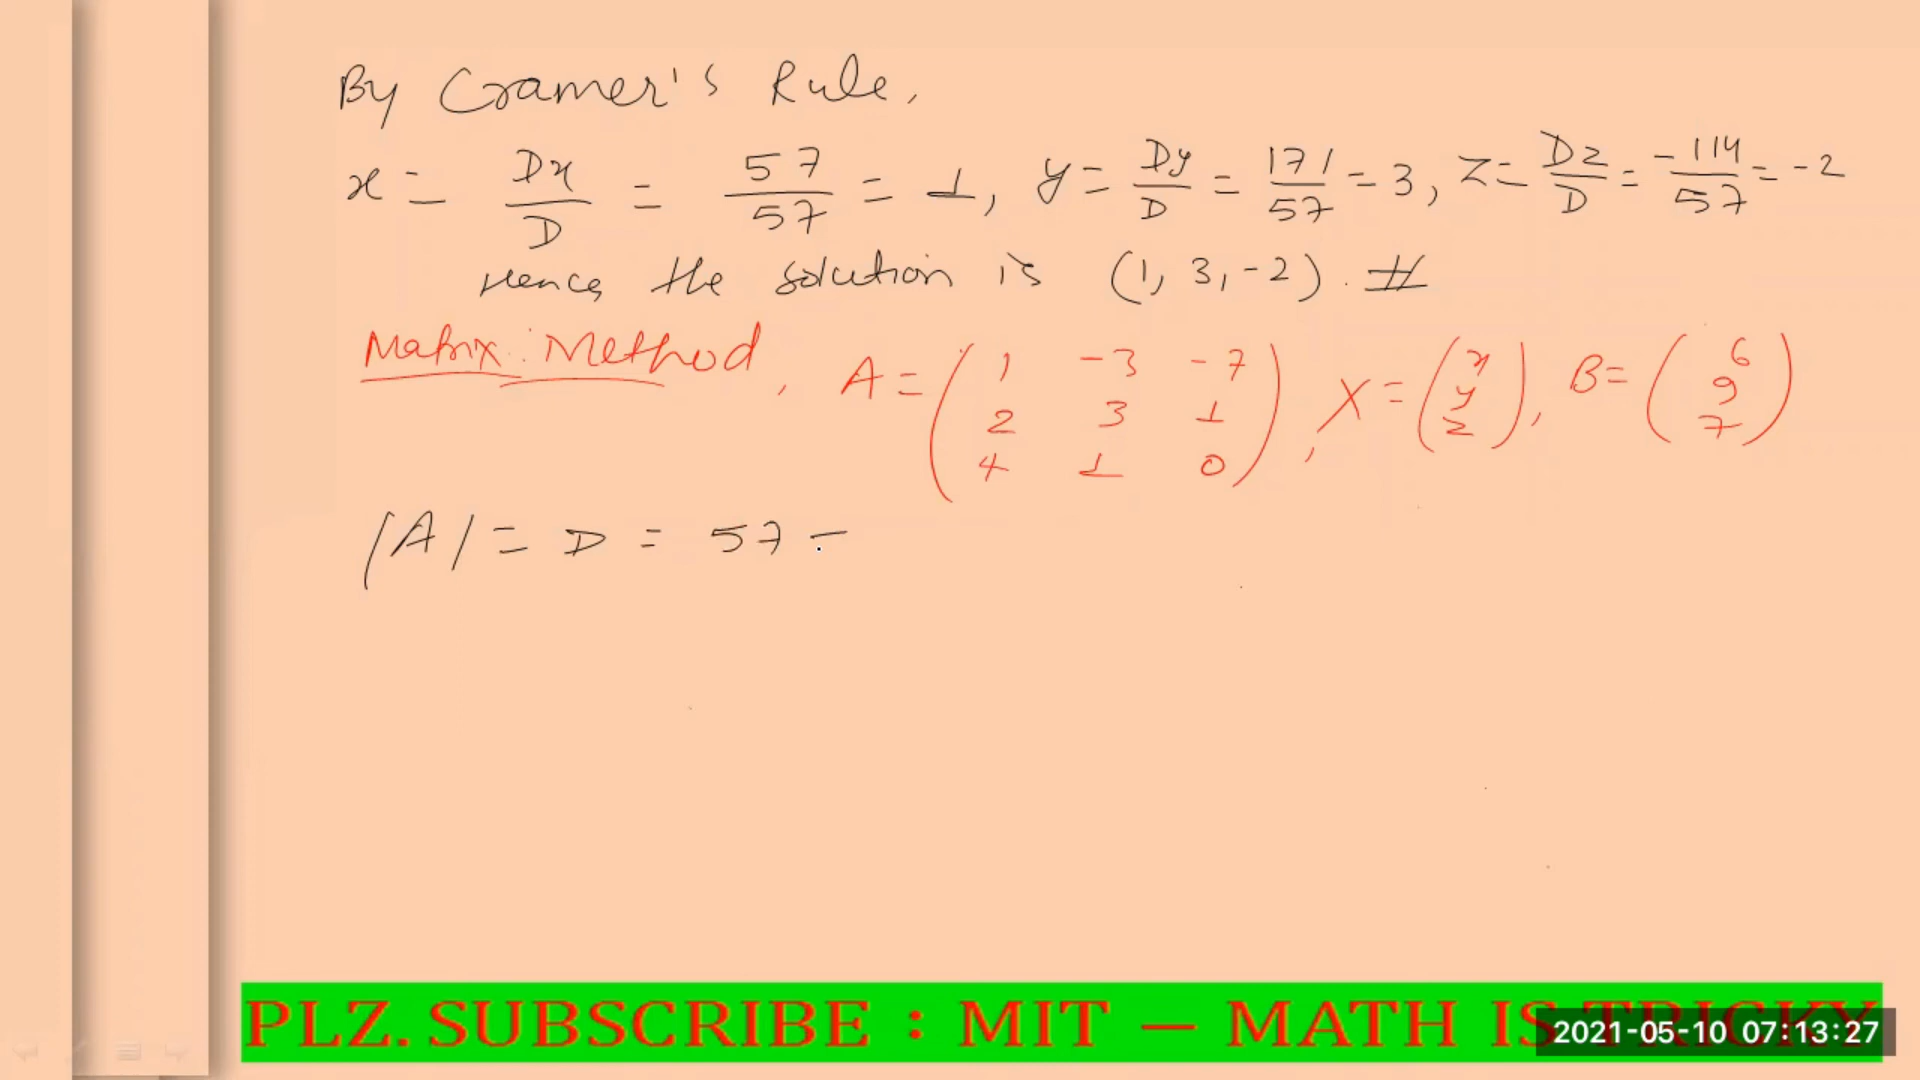 By Cramer's Rule,
x = Dx/D = 57/57 = 1, y = Dy/D = 171/57 = 3, z = Dz/D = -114/57 = -2
Hence the solution is (1, 3, -2). #
Matrix Method, A = ( 1 -3 -7 ; 2 3 1 ; 4 1 0 ), X = ( x ; y ; z ), B = ( 6 ; 9 ; 7 )
|A| = D = 57 -
PLZ. SUBSCRIBE : MIT – MATH IS TRICKY
2021-05-10 07:13:27